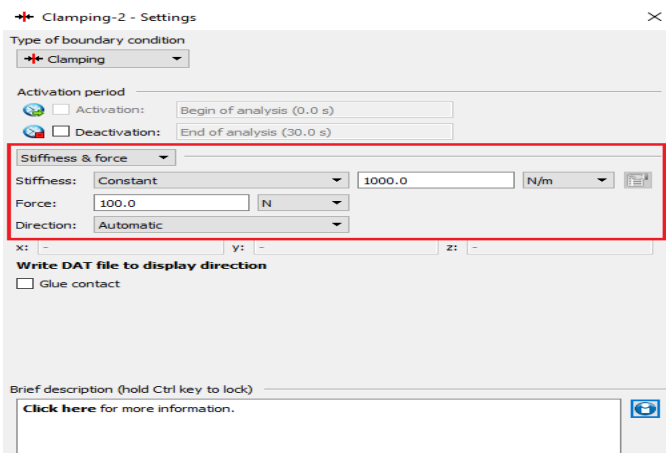 Clamping-2 - Settings
Type of boundary condition
Clamping
Activation period
Activation: Begin of analysis (0.0 s)
Deactivation: End of analysis (30.0 s)
Stiffness & force
Stiffness: Constant 1000.0 N/m
Force: 100.0 N
Direction: Automatic
x: - y: - z: -
Write DAT file to display direction
Glue contact
Brief description (hold Ctrl key to lock)
Click here for more information.